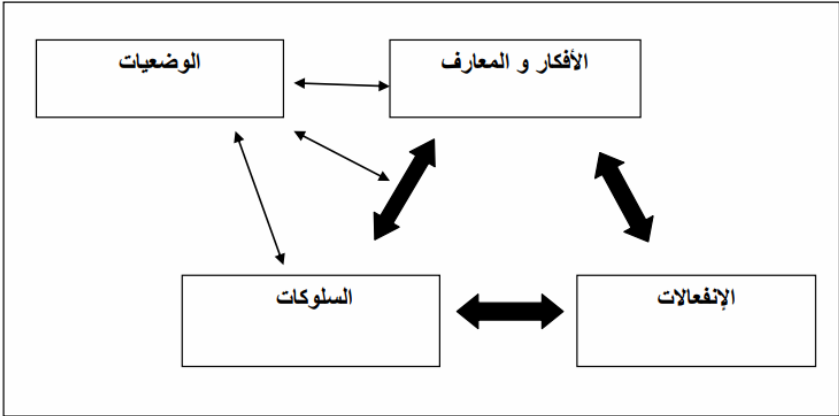 الأفكار و المعارف
الوضعيات
الإنفعالات
السلوكات